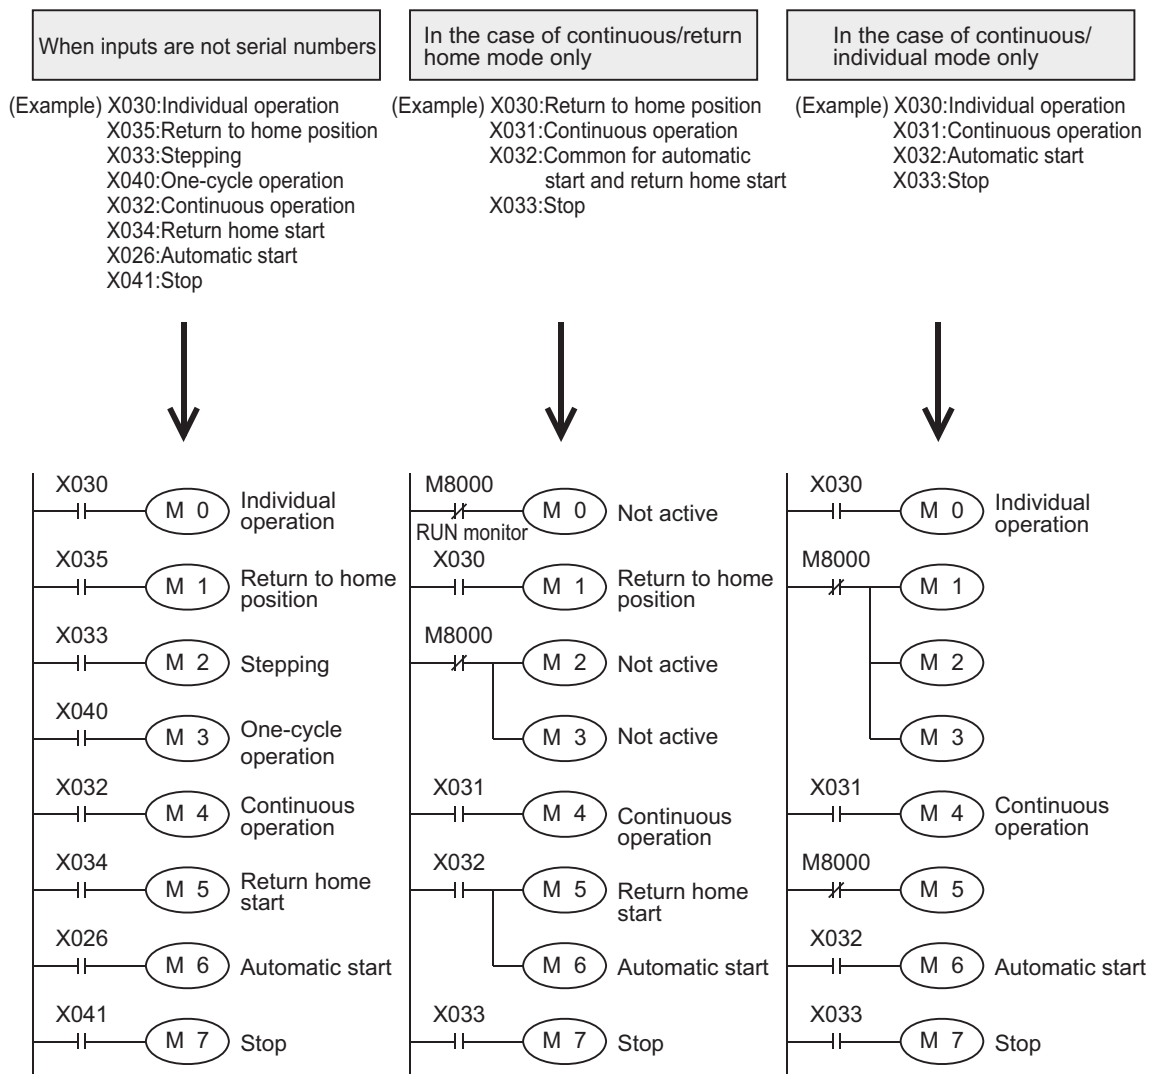 When inputs are not serial numbers
(Example) X030:Individual operation
X035:Return to home position
X033:Stepping
X040:One-cycle operation
X032:Continuous operation
X034:Return home start
X026:Automatic start
X041:Stop
X030
M 0
Individual
operation
X035
M 1
Return to home
position
X033
M 2
Stepping
X040
M 3
One-cycle
operation
X032
M 4
Continuous
operation
X034
M 5
Return home
start
X026
M 6
Automatic start
X041
M 7
Stop
In the case of continuous/return
home mode only
(Example) X030:Return to home position
X031:Continuous operation
X032:Common for automatic
start and return home start
X033:Stop
M8000
M 0
Not active
RUN monitor
X030
M 1
Return to home
position
M8000
M 2
Not active
M 3
Not active
X031
M 4
Continuous
operation
X032
M 5
Return home
start
M 6
Automatic start
X033
M 7
Stop
In the case of continuous/
individual mode only
(Example) X030:Individual operation
X031:Continuous operation
X032:Automatic start
X033:Stop
X030
M 0
Individual
operation
M8000
M 1
M 2
M 3
X031
M 4
Continuous
operation
M8000
M 5
X032
M 6
Automatic start
X033
M 7
Stop